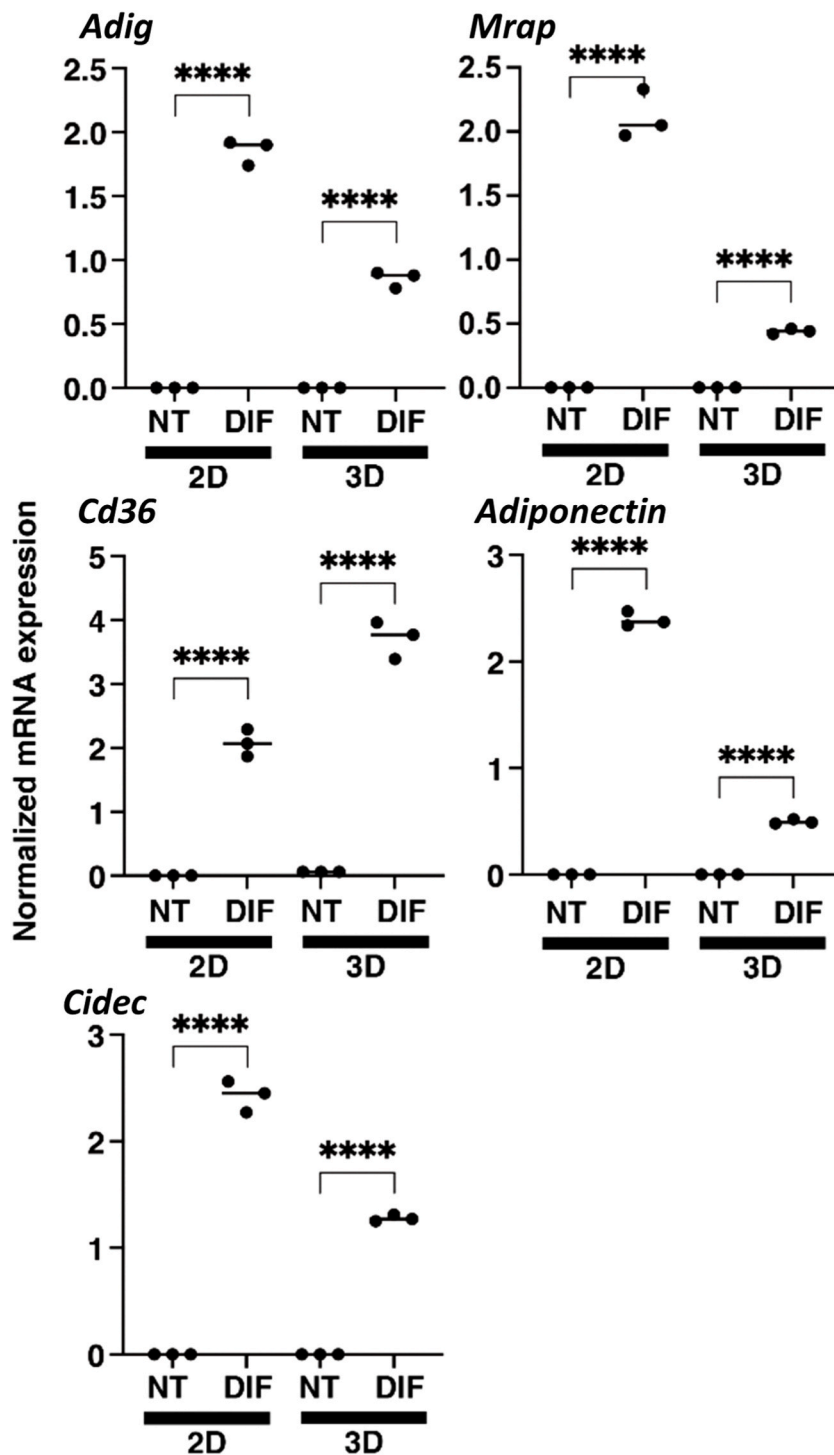 Adig
2.5
2.0
1.5
1.0
0.5
0.0
****
****
NT DIF NT DIF
2D 3D
Mrap
2.5
2.0
1.5
1.0
0.5
0.0
****
****
NT DIF NT DIF
2D 3D
Normalized mRNA expression
Cd36
5
4
3
2
1
0
****
****
NT DIF NT DIF
2D 3D
Adiponectin
3
2
1
0
****
****
NT DIF NT DIF
2D 3D
Cidec
3
2
1
0
****
****
NT DIF NT DIF
2D 3D